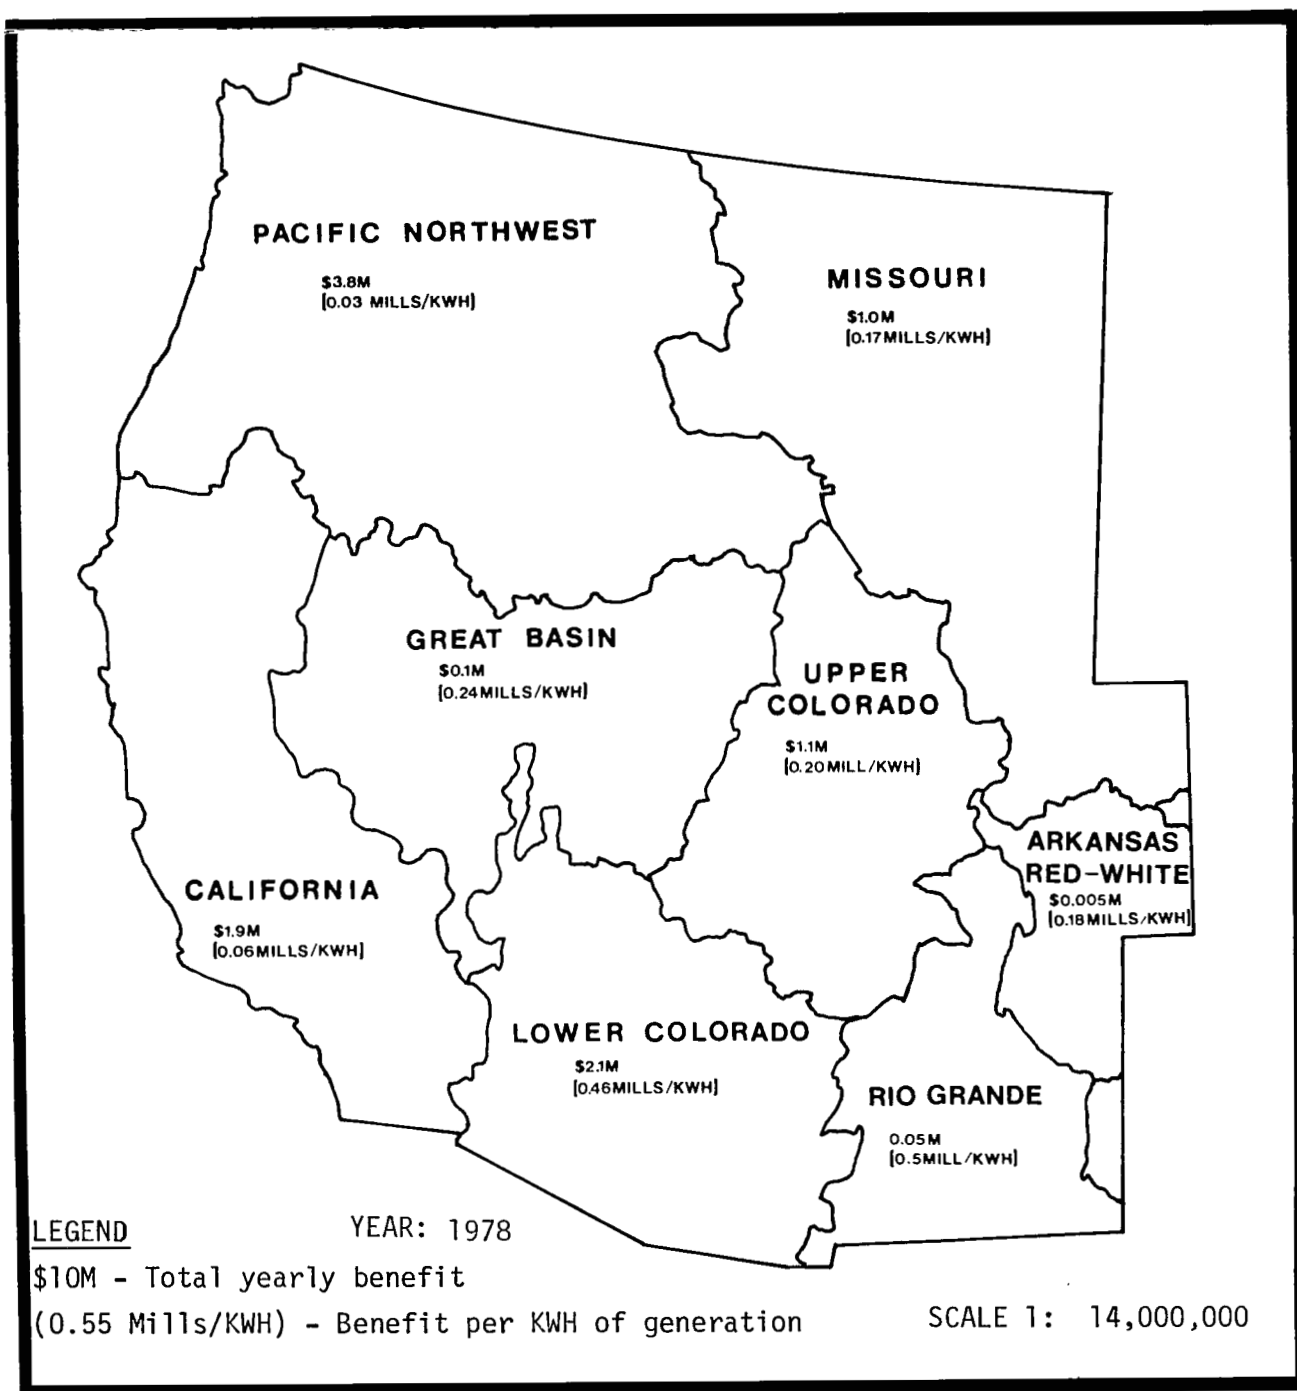 PACIFIC NORTHWEST
$3.8M
[0.03 MILLS/KWH]
MISSOURI
$1.0M
[0.17MILLS/KWH]
GREAT BASIN
$0.1M
[0.24MILLS/KWH]
UPPER
COLORADO
$1.1M
[0.20MILL/KWH]
ARKANSAS
RED-WHITE
$0.005M
[0.18MILLS/KWH]
CALIFORNIA
$1.9M
[0.06MILLS/KWH]
LOWER COLORADO
$2.1M
[0.46MILLS/KWH]
RIO GRANDE
0.05M
[0.5MILL/KWH]
LEGEND
YEAR: 1978
$10M - Total yearly benefit
(0.55 Mills/KWH) - Benefit per KWH of generation
SCALE 1: 14,000,000